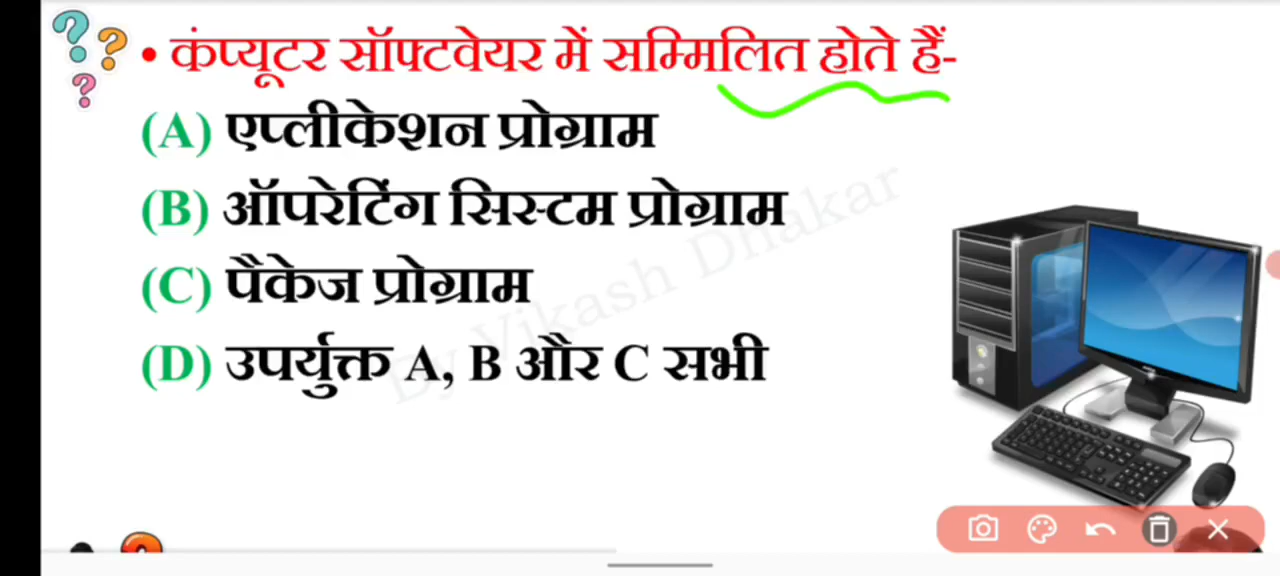 • कंप्यूटर सॉफ्टवेयर में सम्मिलित होते हैं-
(A) एप्लीकेशन प्रोग्राम
(B) ऑपरेटिंग सिस्टम प्रोग्राम
(C) पैकेज प्रोग्राम
(D) उपर्युक्त A, B और C सभी
By Vikash Dhakar